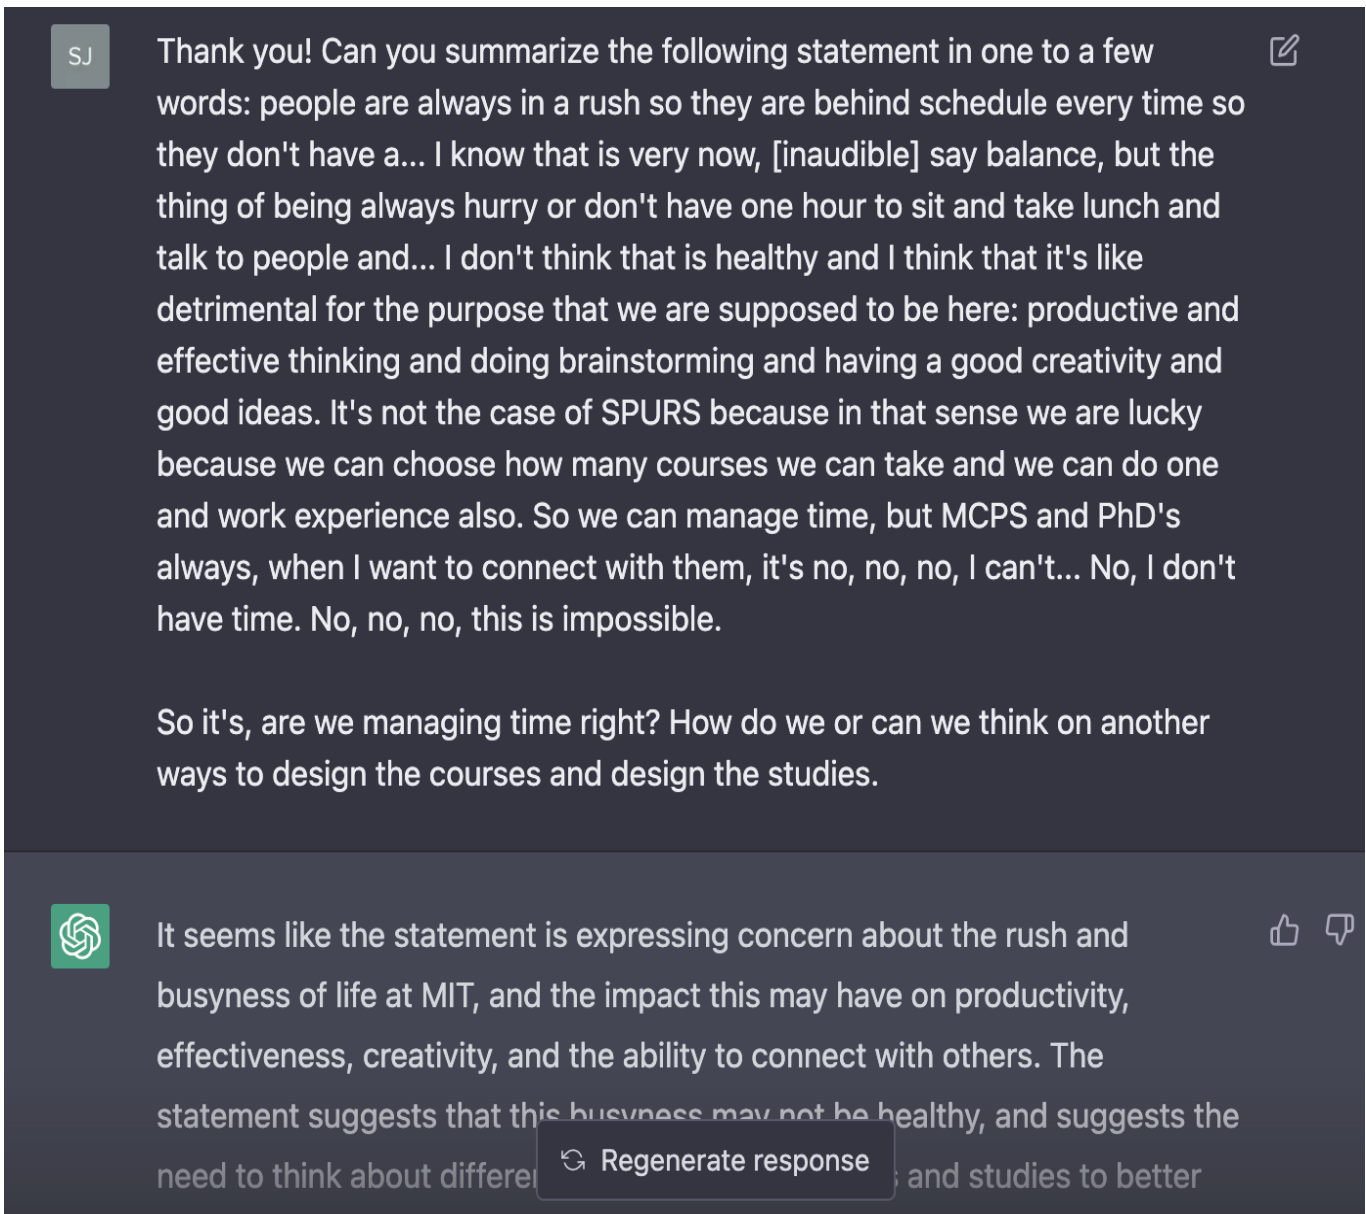 SJ
Thank you! Can you summarize the following statement in one to a few
words: people are always in a rush so they are behind schedule every time so
they don't have a... I know that is very now, [inaudible] say balance, but the
thing of being always hurry or don't have one hour to sit and take lunch and
talk to people and... I don't think that is healthy and I think that it's like
detrimental for the purpose that we are supposed to be here: productive and
effective thinking and doing brainstorming and having a good creativity and
good ideas. It's not the case of SPURS because in that sense we are lucky
because we can choose how many courses we can take and we can do one
and work experience also. So we can manage time, but MCPS and PhD's
always, when I want to connect with them, it's no, no, no, I can't... No, I don't
have time. No, no, no, this is impossible.
So it's, are we managing time right? How do we or can we think on another
ways to design the courses and design the studies.
It seems like the statement is expressing concern about the rush and
busyness of life at MIT, and the impact this may have on productivity,
effectiveness, creativity, and the ability to connect with others. The
statement suggests that this busyness may not be healthy, and suggests the
need to think about and studies to better
Regenerate response